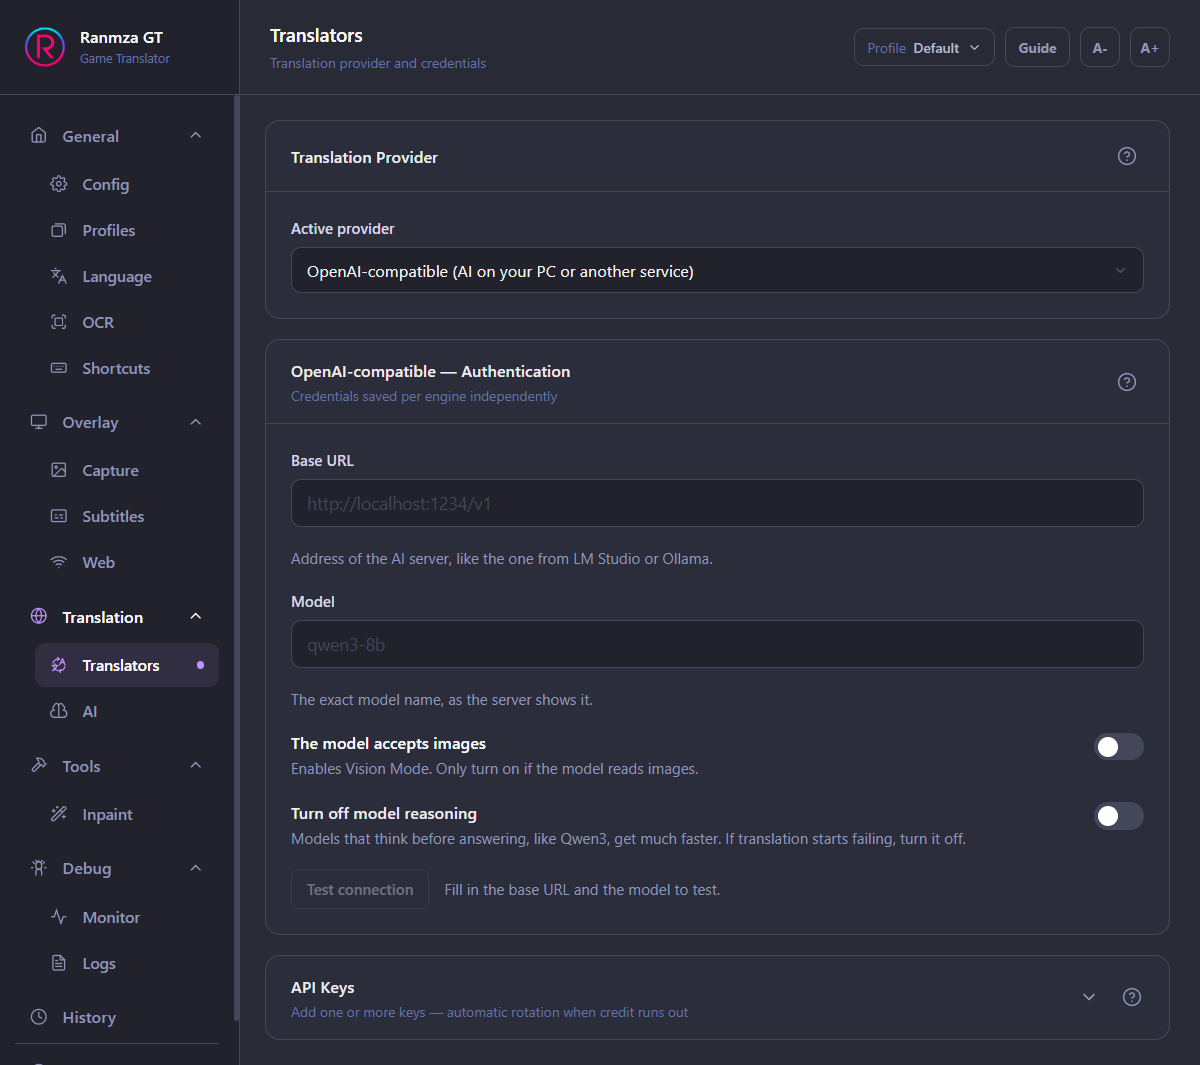 Ranmza GT
Game Translator
Translators
Translation provider and credentials
Profile Default
Guide
A-
A+
General
Config
Profiles
Language
OCR
Shortcuts
Overlay
Capture
Subtitles
Web
Translation
Translators
AI
Tools
Inpaint
Debug
Monitor
Logs
History
Translation Provider
Active provider
OpenAI-compatible (AI on your PC or another service)
OpenAI-compatible — Authentication
Credentials saved per engine independently
Base URL
http://localhost:1234/v1
Address of the AI server, like the one from LM Studio or Ollama.
Model
qwen3-8b
The exact model name, as the server shows it.
The model accepts images
Enables Vision Mode. Only turn on if the model reads images.
Turn off model reasoning
Models that think before answering, like Qwen3, get much faster. If translation starts failing, turn it off.
Test connection
Fill in the base URL and the model to test.
API Keys
Add one or more keys — automatic rotation when credit runs out